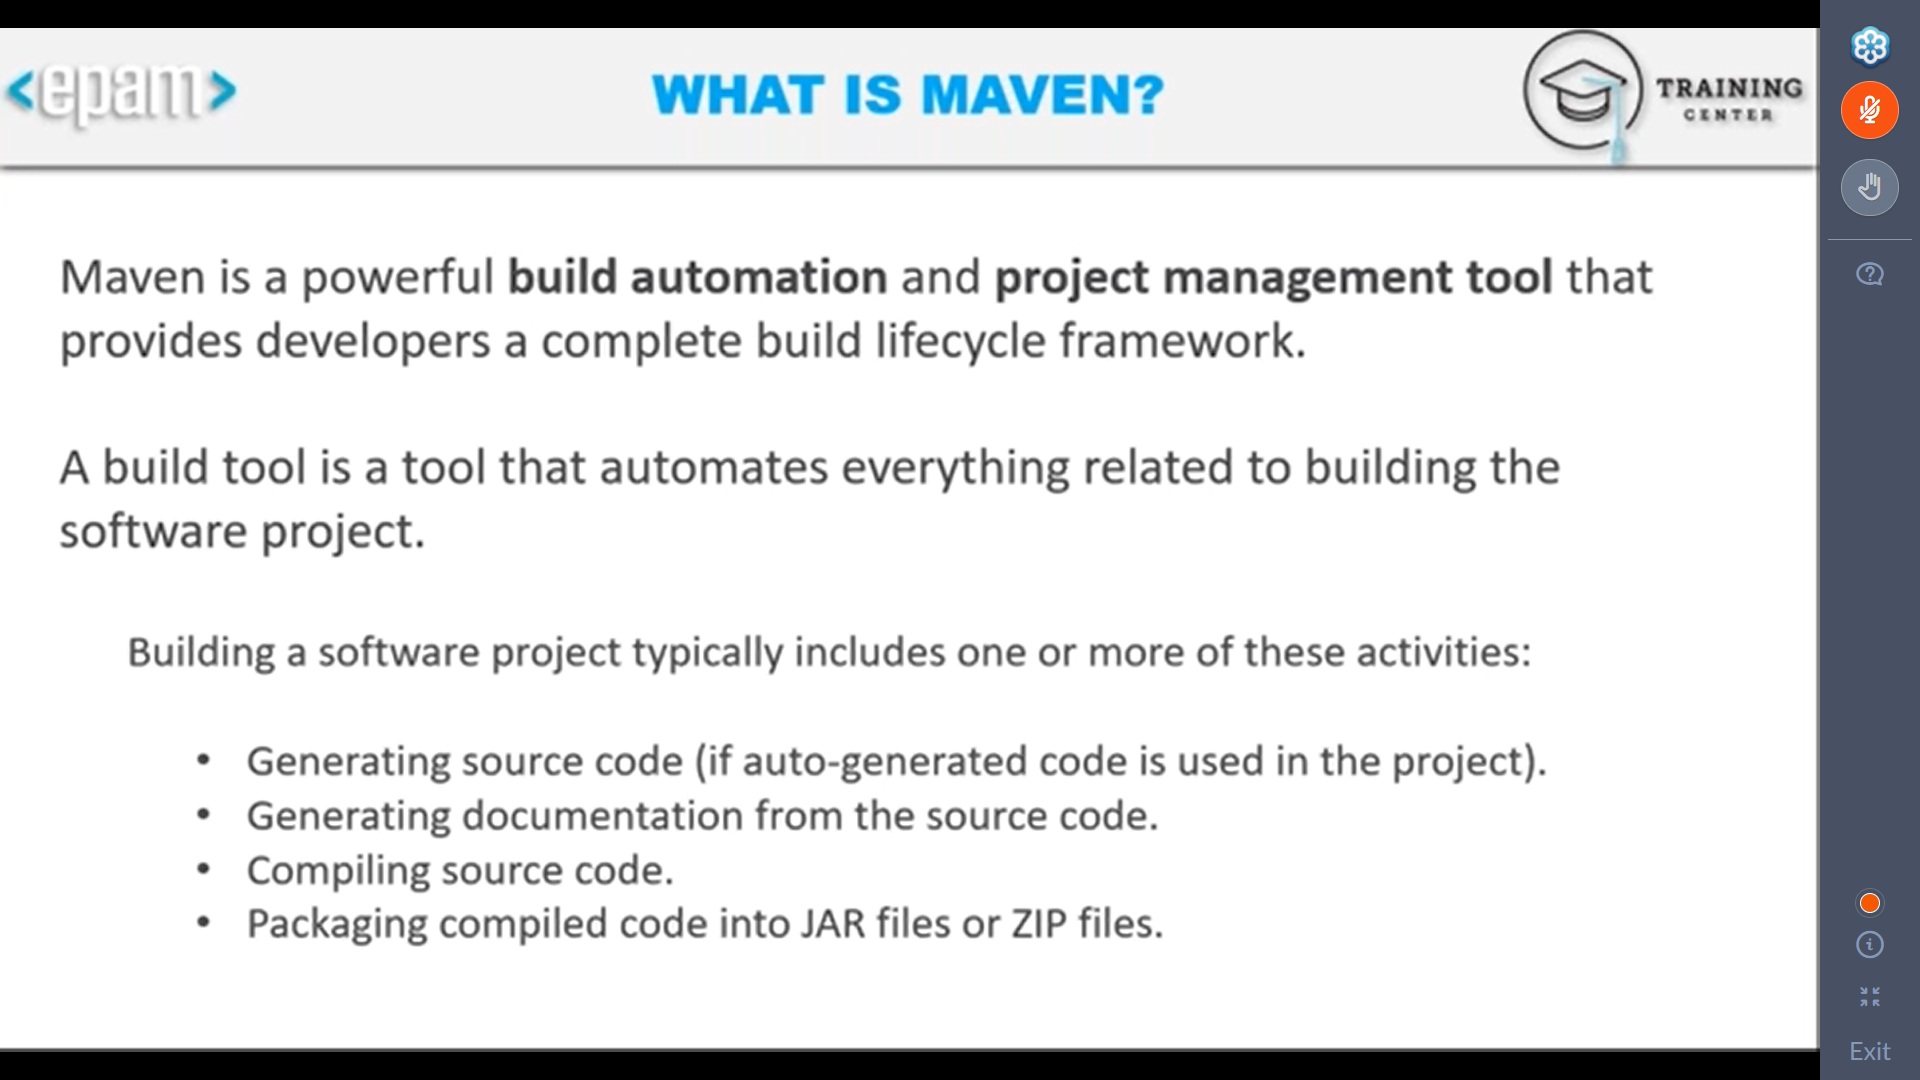 <epam>
WHAT IS MAVEN?
TRAINING
CENTER
Maven is a powerful build automation and project management tool that
provides developers a complete build lifecycle framework.
A build tool is a tool that automates everything related to building the
software project.
Building a software project typically includes one or more of these activities:
• Generating source code (if auto-generated code is used in the project).
• Generating documentation from the source code.
• Compiling source code.
• Packaging compiled code into JAR files or ZIP files.
Exit